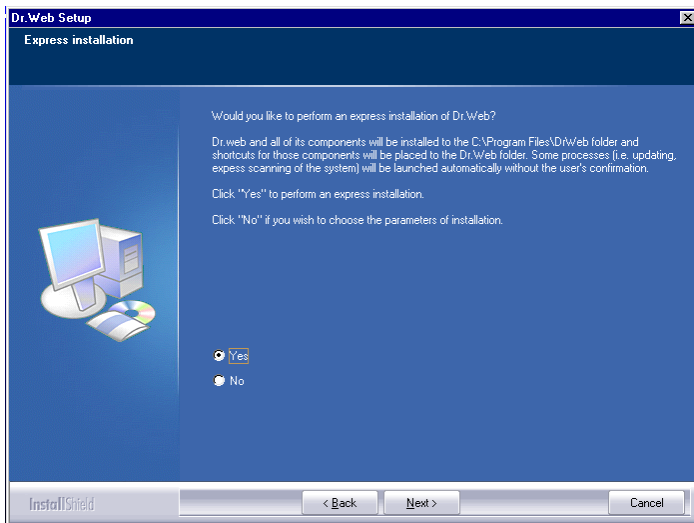 Dr.Web Setup
Express installation
Would you like to perform an express installation of Dr.Web?
Dr.web and all of its components will be installed to the C:\Program Files\DrWeb folder and
shortcuts for those components will be placed to the Dr.Web folder. Some processes (i.e. updating,
expess scanning of the system) will be launched automatically without the user's confirmation.
Click "Yes" to perform an express installation.
Click "No" if you wish to choose the parameters of installation.
Yes
No
InstallShield
< Back Next > Cancel